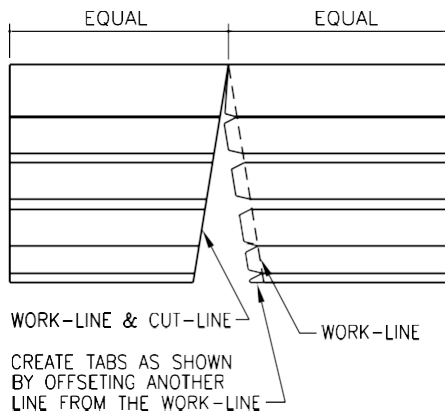 EQUAL EQUAL
WORK-LINE & CUT-LINE
WORK-LINE
CREATE TABS AS SHOWN
BY OFFSETING ANOTHER
LINE FROM THE WORK-LINE